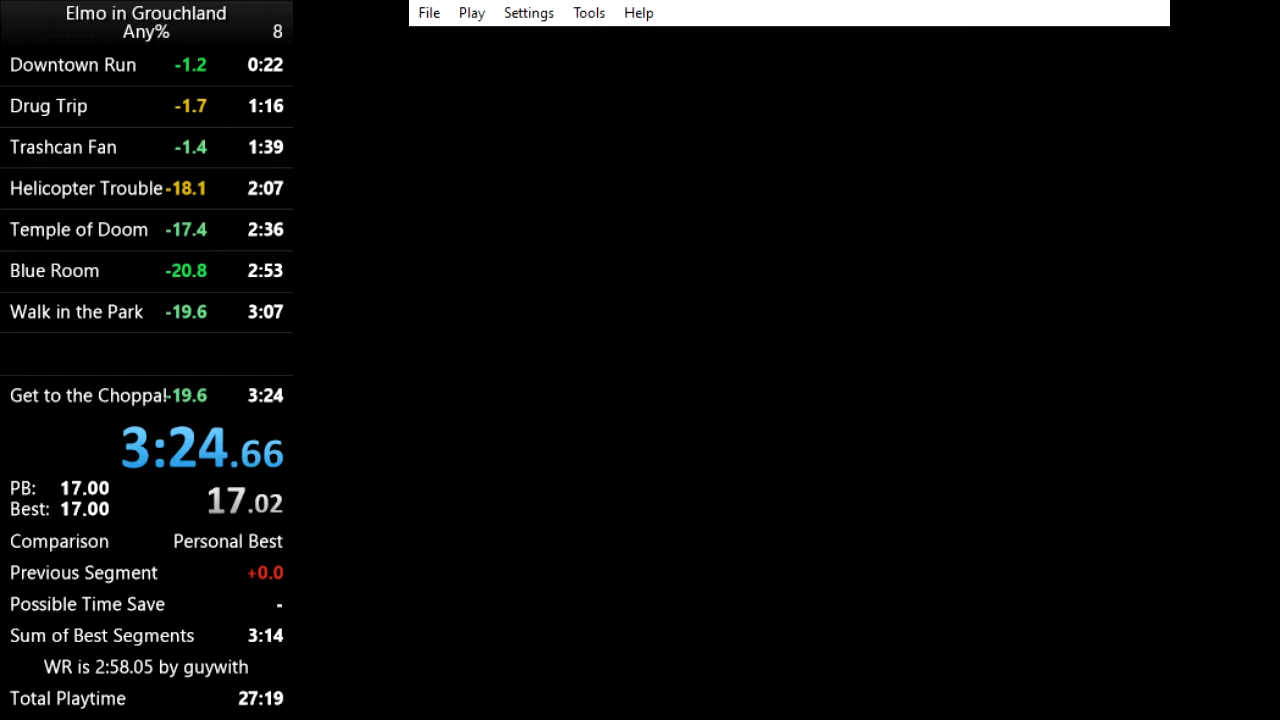 Elmo in Grouchland
Any% 8
File Play Settings Tools Help
Downtown Run -1.2 0:22
Drug Trip -1.7 1:16
Trashcan Fan -1.4 1:39
Helicopter Trouble -18.1 2:07
Temple of Doom -17.4 2:36
Blue Room -20.8 2:53
Walk in the Park -19.6 3:07
Get to the Choppa! -19.6 3:24
3:24.66
PB: 17.00
Best: 17.00
17.02
Comparison Personal Best
Previous Segment +0.0
Possible Time Save -
Sum of Best Segments 3:14
WR is 2:58.05 by guywith
Total Playtime 27:19